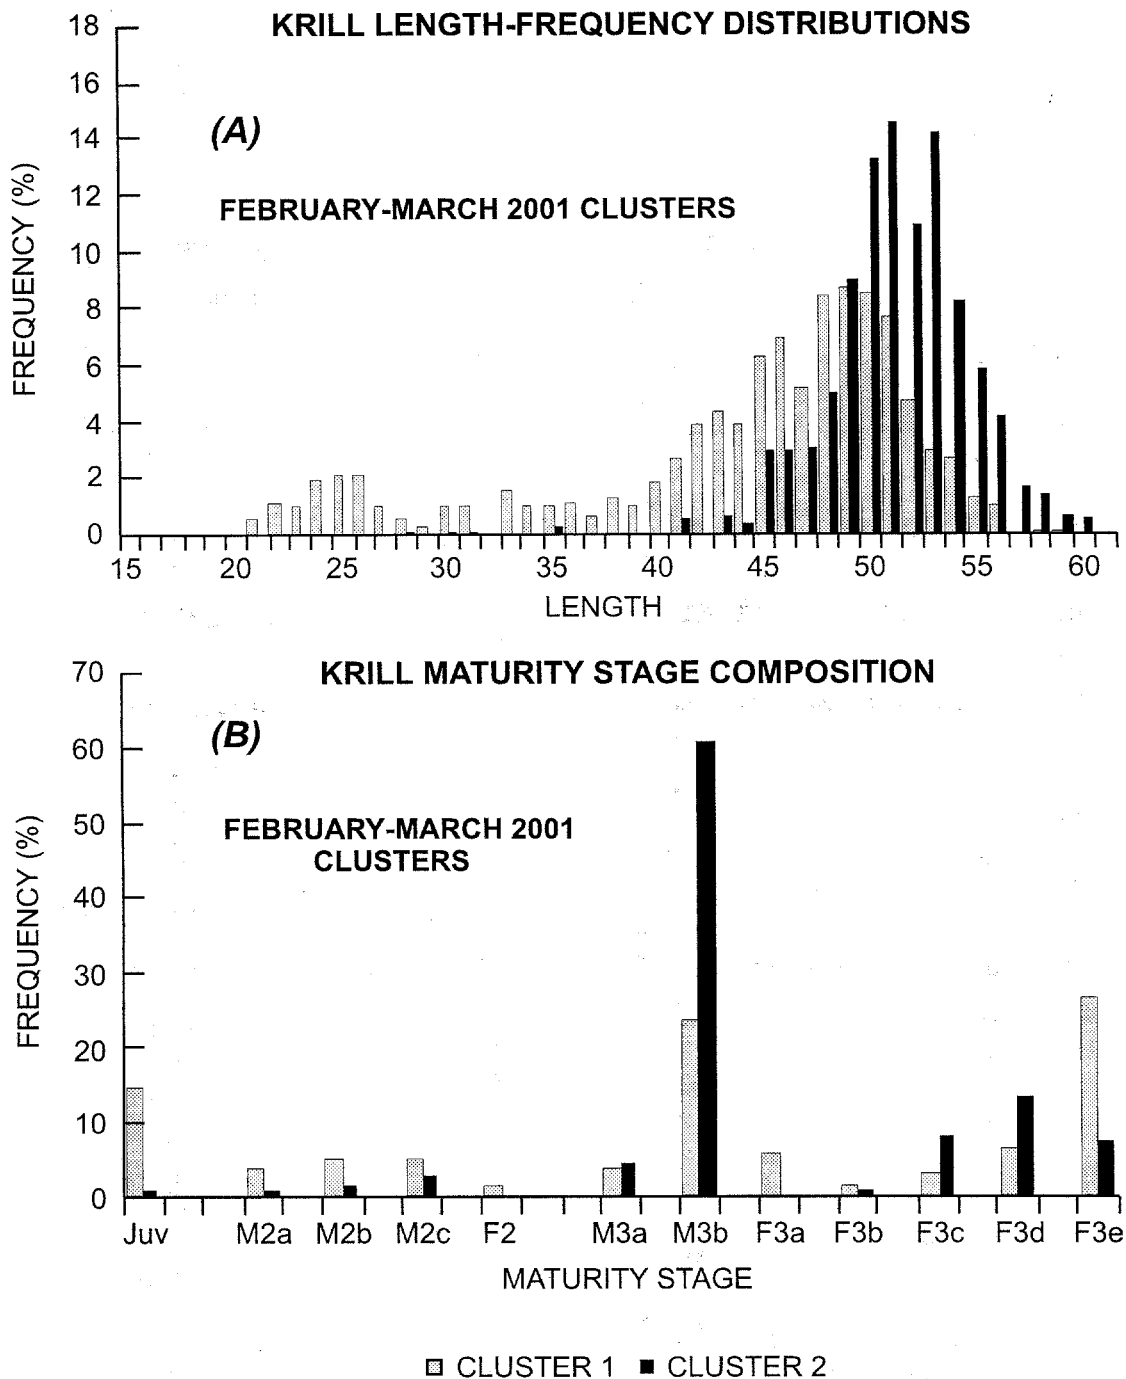 KRILL LENGTH-FREQUENCY DISTRIBUTIONS
(A)
FEBRUARY-MARCH 2001 CLUSTERS
FREQUENCY (%)
18
16
14
12
10
8
6
4
2
0
15 20 25 30 35 40 45 50 55 60
LENGTH
KRILL MATURITY STAGE COMPOSITION
(B)
FEBRUARY-MARCH 2001
CLUSTERS
FREQUENCY (%)
70
60
50
40
30
20
10
0
Juv M2a M2b M2c F2 M3a M3b F3a F3b F3c F3d F3e
MATURITY STAGE
CLUSTER 1 CLUSTER 2